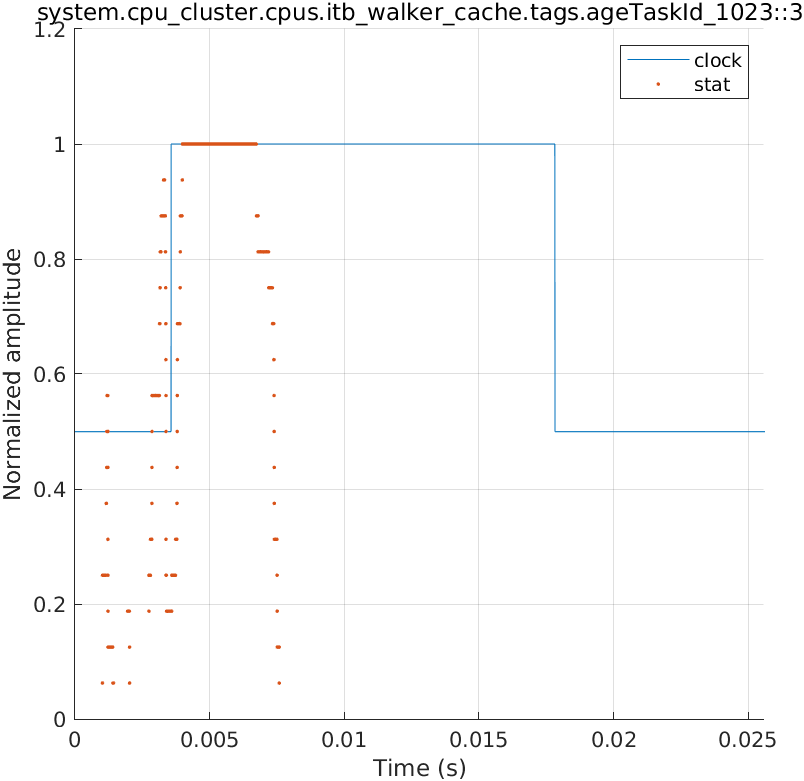 system.cpu_cluster.cpus.itb_walker_cache.tags.ageTaskId_1023::3
1.2
clock
stat
1
0.8
0.6
0.4
0.2
0
Normalized amplitude
0 0.005 0.01 0.015 0.02 0.025
Time (s)